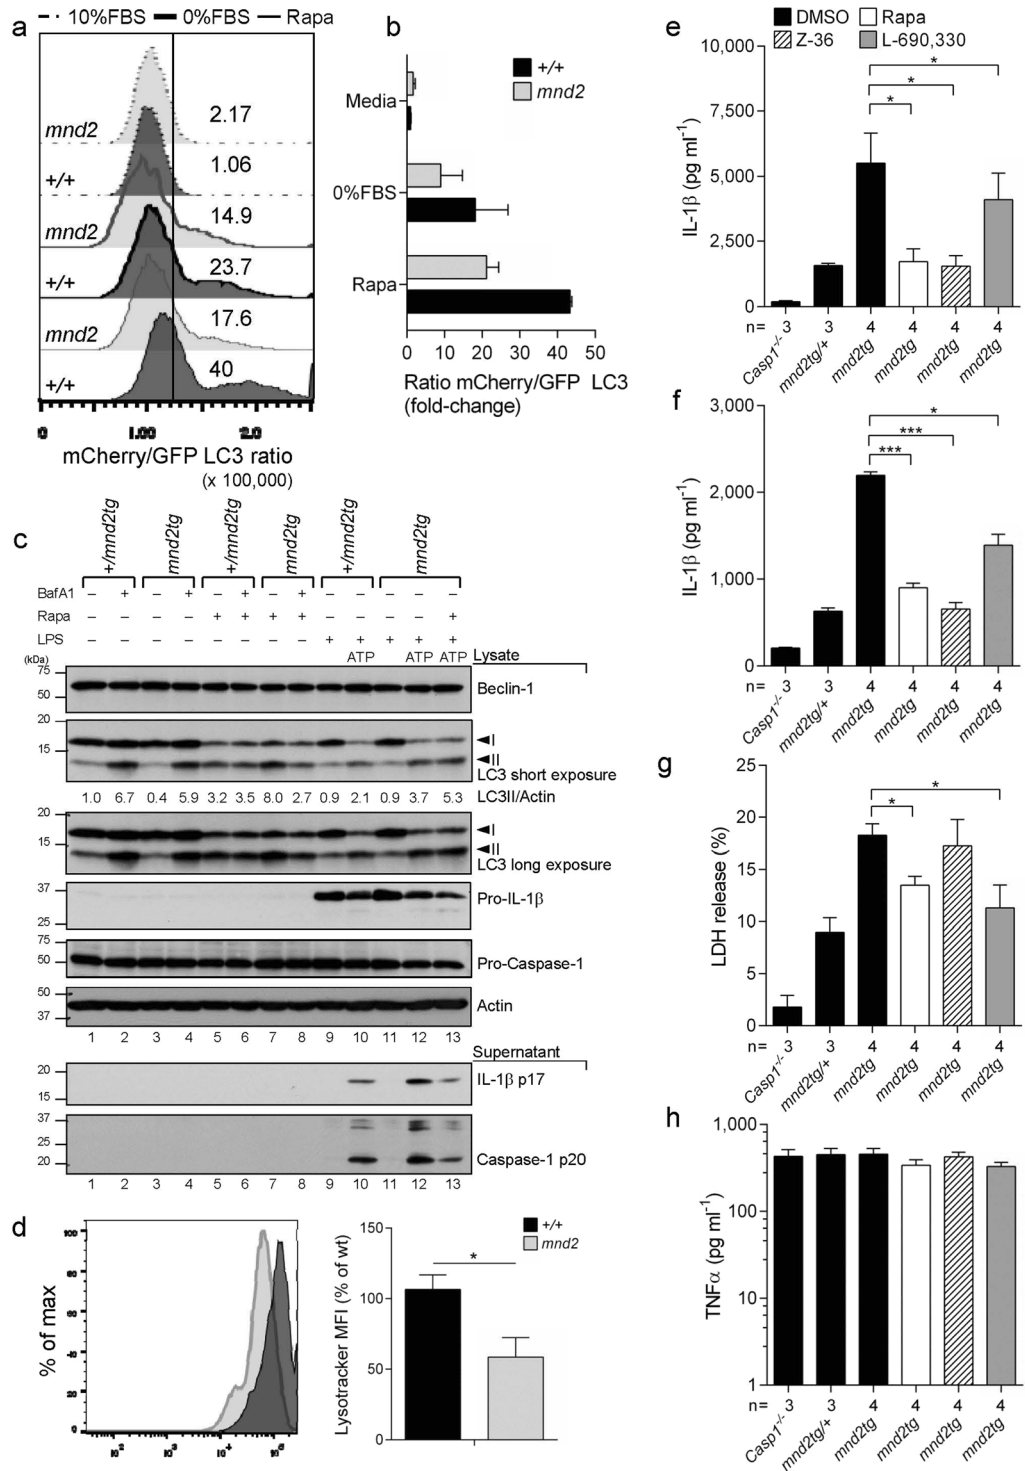 a
10%FBS 0%FBS Rapa
mnd2 2.17
+/+ 1.06
mnd2 14.9
+/+ 23.7
mnd2 17.6
+/+ 40
0 1.00 2.0
mCherry/GFP LC3 ratio
(x 100,000)
b
+/+
mnd2
Media
0%FBS
Rapa
0 10 20 30 40 50
Ratio mCherry/GFP LC3
(fold-change)
c
+/mnd2tg mnd2tg +/mnd2tg mnd2tg +/mnd2tg mnd2tg
BafA1 – + – + – + – + – – – – –
Rapa – – – – + + + + – – – – +
LPS – – – – – – – – + + + + +
(kDa) ATP ATP ATP Lysate
75
50
Beclin-1
20
15
I
II
LC3 short exposure
1.0 6.7 0.4 5.9 3.2 3.5 8.0 2.7 0.9 2.1 0.9 3.7 5.3 LC3II/Actin
20
15
I
II
LC3 long exposure
37
25
Pro-IL-1β
75
50
Pro-Caspase-1
50
37
Actin
1 2 3 4 5 6 7 8 9 10 11 12 13
Supernatant
20
15
IL-1β p17
37
25
20
Caspase-1 p20
1 2 3 4 5 6 7 8 9 10 11 12 13
d
% of max
100
80
60
40
20
0
10² 10³ 10⁴ 10⁵
Lysotracker MFI (% of wt)
150
100
50
0
+/+
mnd2
*
e
DMSO Rapa
Z-36 L-690,330
IL-1β (pg ml-1)
10,000
7,500
5,000
2,500
0
*
*
*
n= 3 3 4 4 4 4
Casp1-/- mnd2tg/+ mnd2tg mnd2tg mnd2tg mnd2tg
f
IL-1β (pg ml-1)
3,000
2,000
1,000
0
*
***
***
n= 3 3 4 4 4 4
Casp1-/- mnd2tg/+ mnd2tg mnd2tg mnd2tg mnd2tg
g
LDH release (%)
25
20
15
10
5
0
*
*
n= 3 3 4 4 4 4
Casp1-/- mnd2tg/+ mnd2tg mnd2tg mnd2tg mnd2tg
h
TNFα (pg ml-1)
1,000
100
10
1
n= 3 3 4 4 4 4
Casp1-/- mnd2tg/+ mnd2tg mnd2tg mnd2tg mnd2tg